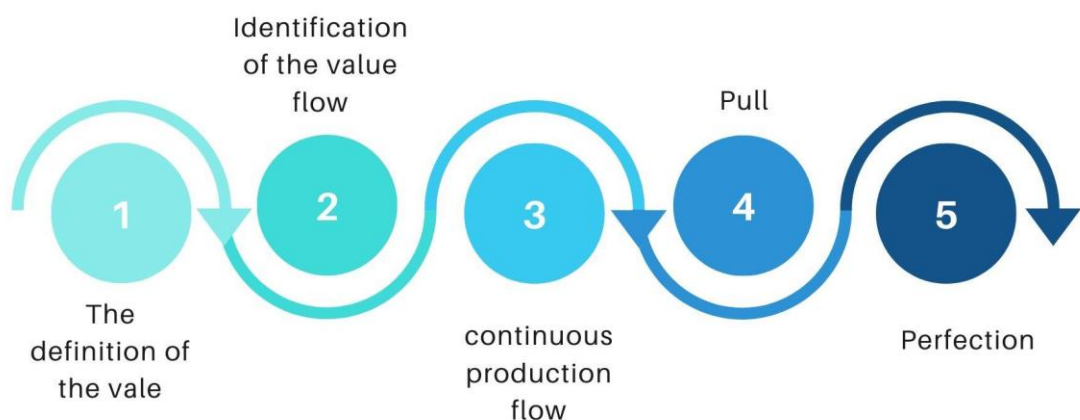 1
The
definition of
the vale
2
Identification
of the value
flow
3
continuous
production
flow
4
Pull
5
Perfection